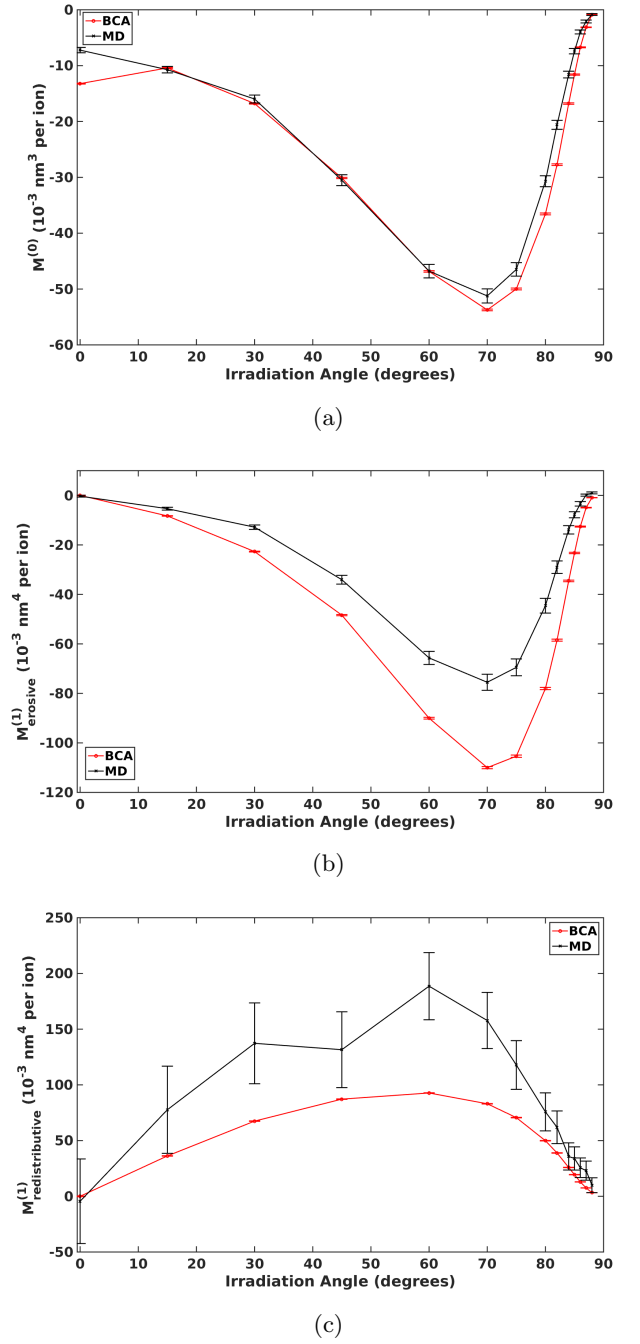 0
-10
-20
-30
-40
-50
-60
M(0) (10-3 nm3 per ion)
BCA
MD
0 10 20 30 40 50 60 70 80 90
Irradiation Angle (degrees)
(a)
0
-20
-40
-60
-80
-100
-120
M(1)erosive (10-3 nm4 per ion)
BCA
MD
0 10 20 30 40 50 60 70 80 90
Irradiation Angle (degrees)
(b)
250
200
150
100
50
0
-50
M(1)redistributive (10-3 nm4 per ion)
BCA
MD
0 10 20 30 40 50 60 70 80 90
Irradiation Angle (degrees)
(c)